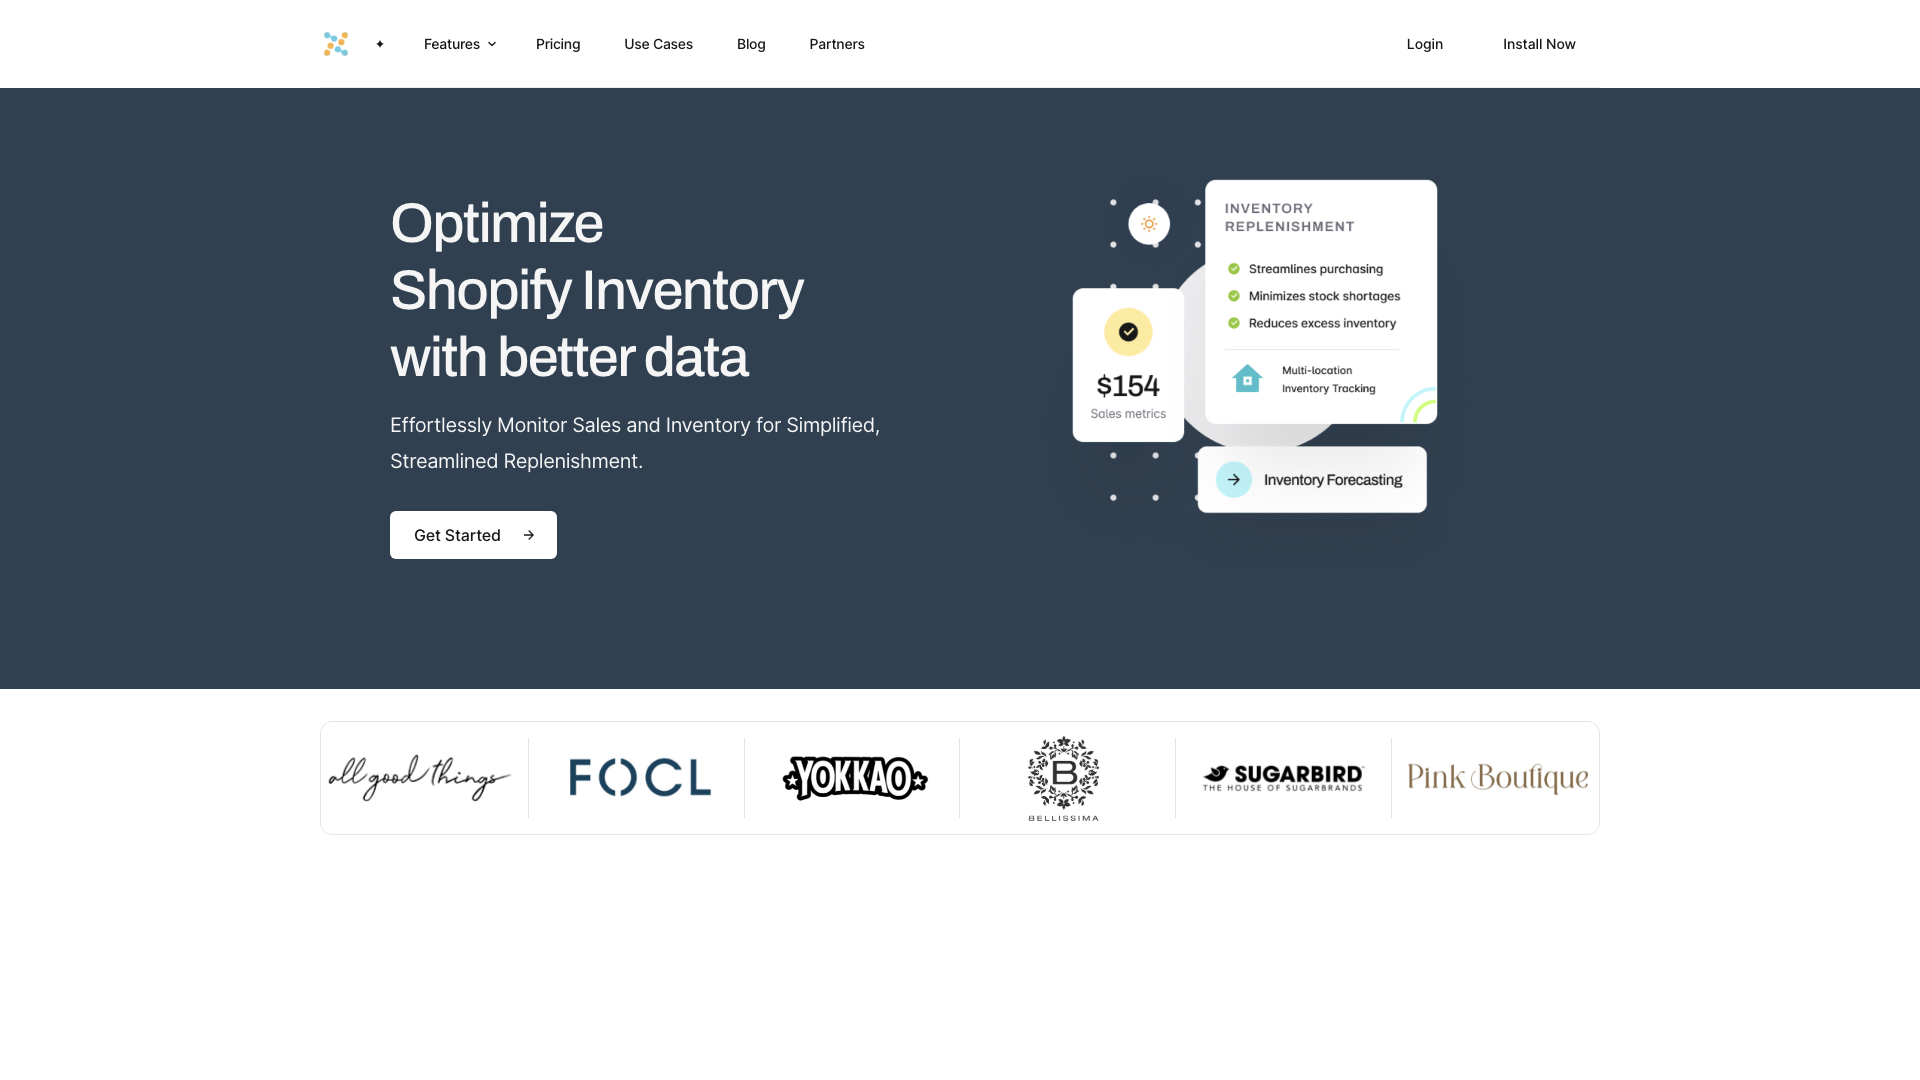 Features
Pricing
Use Cases
Blog
Partners
Login
Install Now
Optimize
Shopify Inventory
with better data
Effortlessly Monitor Sales and Inventory for Simplified,
Streamlined Replenishment.
Get Started
INVENTORY
REPLENISHMENT
Streamlines purchasing
Minimizes stock shortages
Reduces excess inventory
Multi-location
Inventory Tracking
$154
Sales metrics
Inventory Forecasting
all good things
FOCL
YOKKAO
B
BELLISSIMA
SUGARBIRD
THE HOUSE OF SUGARBRANDS
Pink Boutique